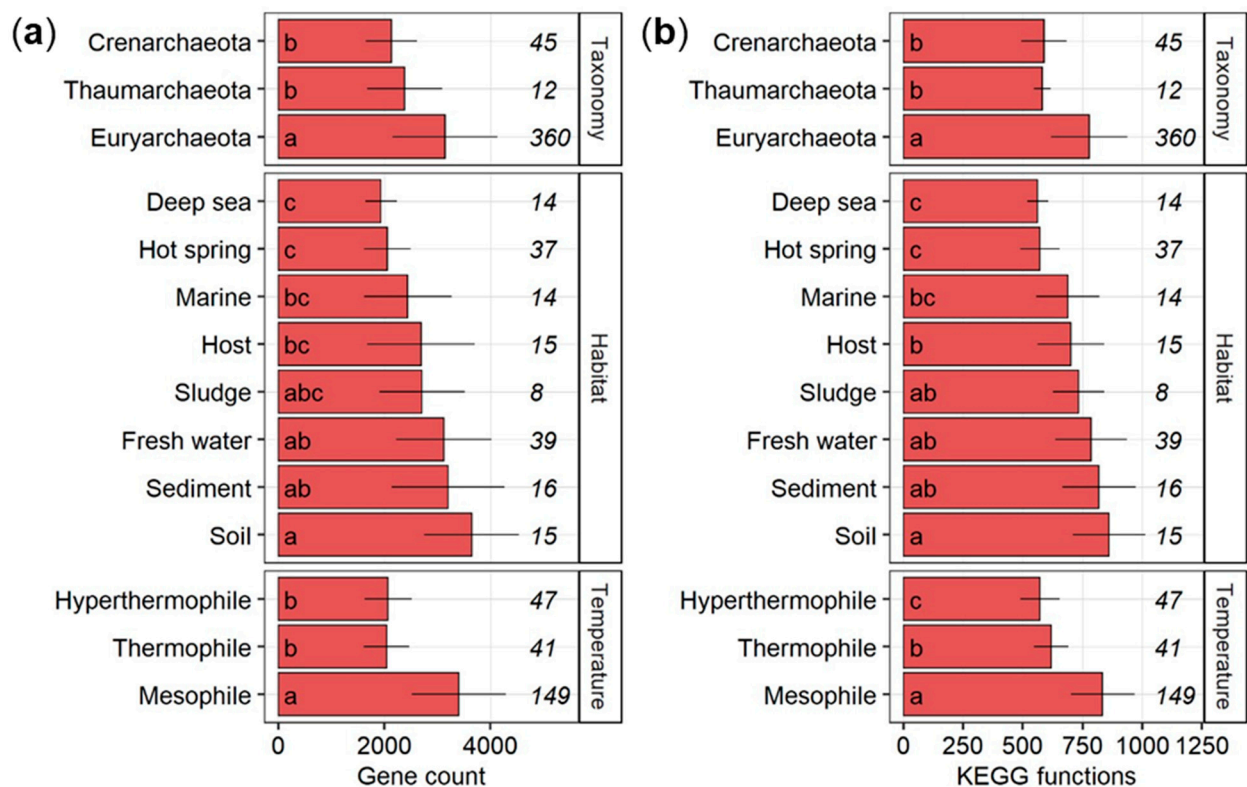 (a)
Crenarchaeota b 45
Thaumarchaeota b 12
Euryarchaeota a 360
Taxonomy
Deep sea c 14
Hot spring c 37
Marine bc 14
Host bc 15
Sludge abc 8
Fresh water ab 39
Sediment ab 16
Soil a 15
Habitat
Hyperthermophile b 47
Thermophile b 41
Mesophile a 149
Temperature
0 2000 4000
Gene count
(b)
Crenarchaeota b 45
Thaumarchaeota b 12
Euryarchaeota a 360
Taxonomy
Deep sea c 14
Hot spring c 37
Marine bc 14
Host b 15
Sludge ab 8
Fresh water ab 39
Sediment ab 16
Soil a 15
Habitat
Hyperthermophile c 47
Thermophile b 41
Mesophile a 149
Temperature
0 250 500 750 1000 1250
KEGG functions